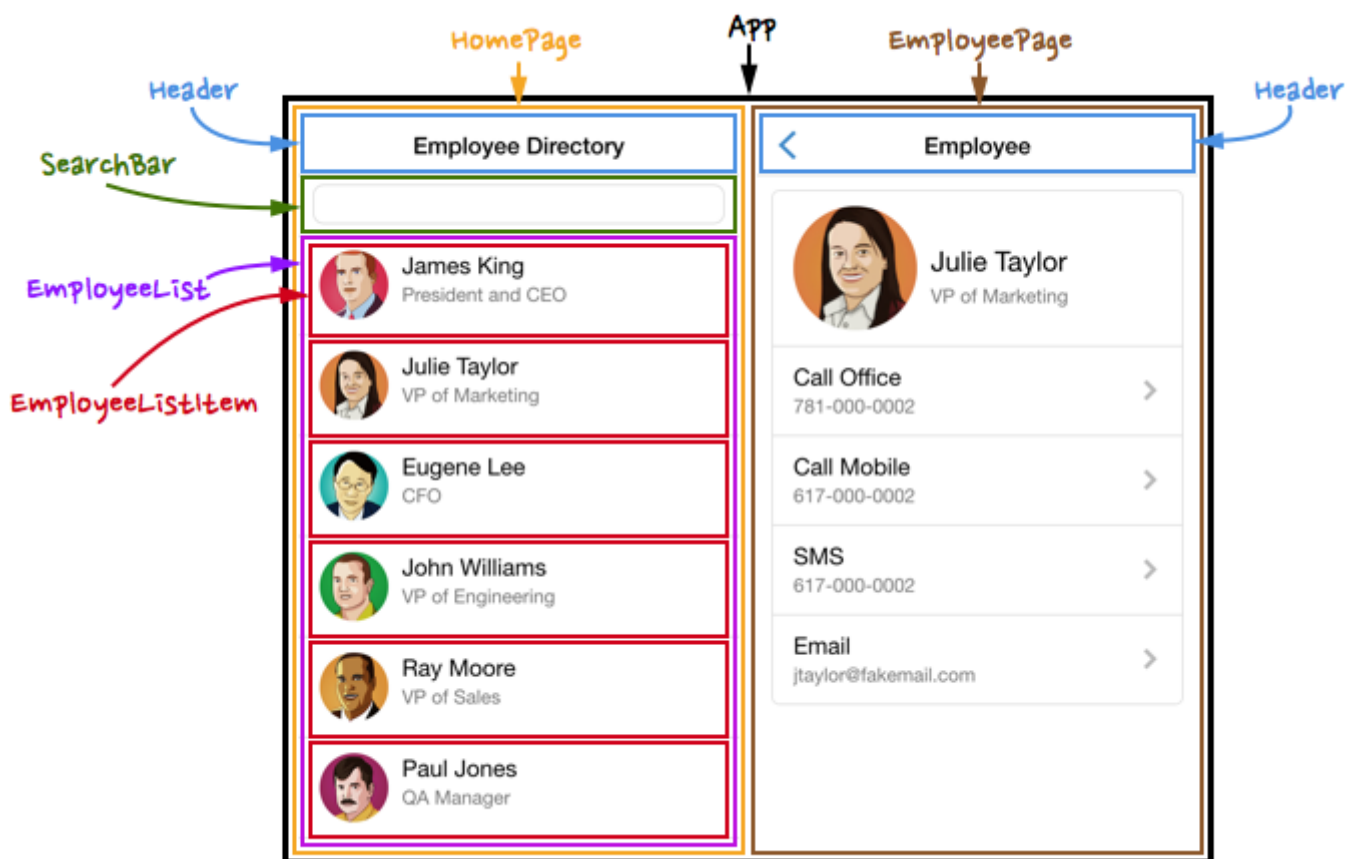 App
HomePage
EmployeePage
Header
Header
SearchBar
EmployeeList
EmployeeListItem
Employee Directory
James King
President and CEO
Julie Taylor
VP of Marketing
Eugene Lee
CFO
John Williams
VP of Engineering
Ray Moore
VP of Sales
Paul Jones
QA Manager
Employee
Julie Taylor
VP of Marketing
Call Office
781-000-0002
Call Mobile
617-000-0002
SMS
617-000-0002
Email
jtaylor@fakemail.com